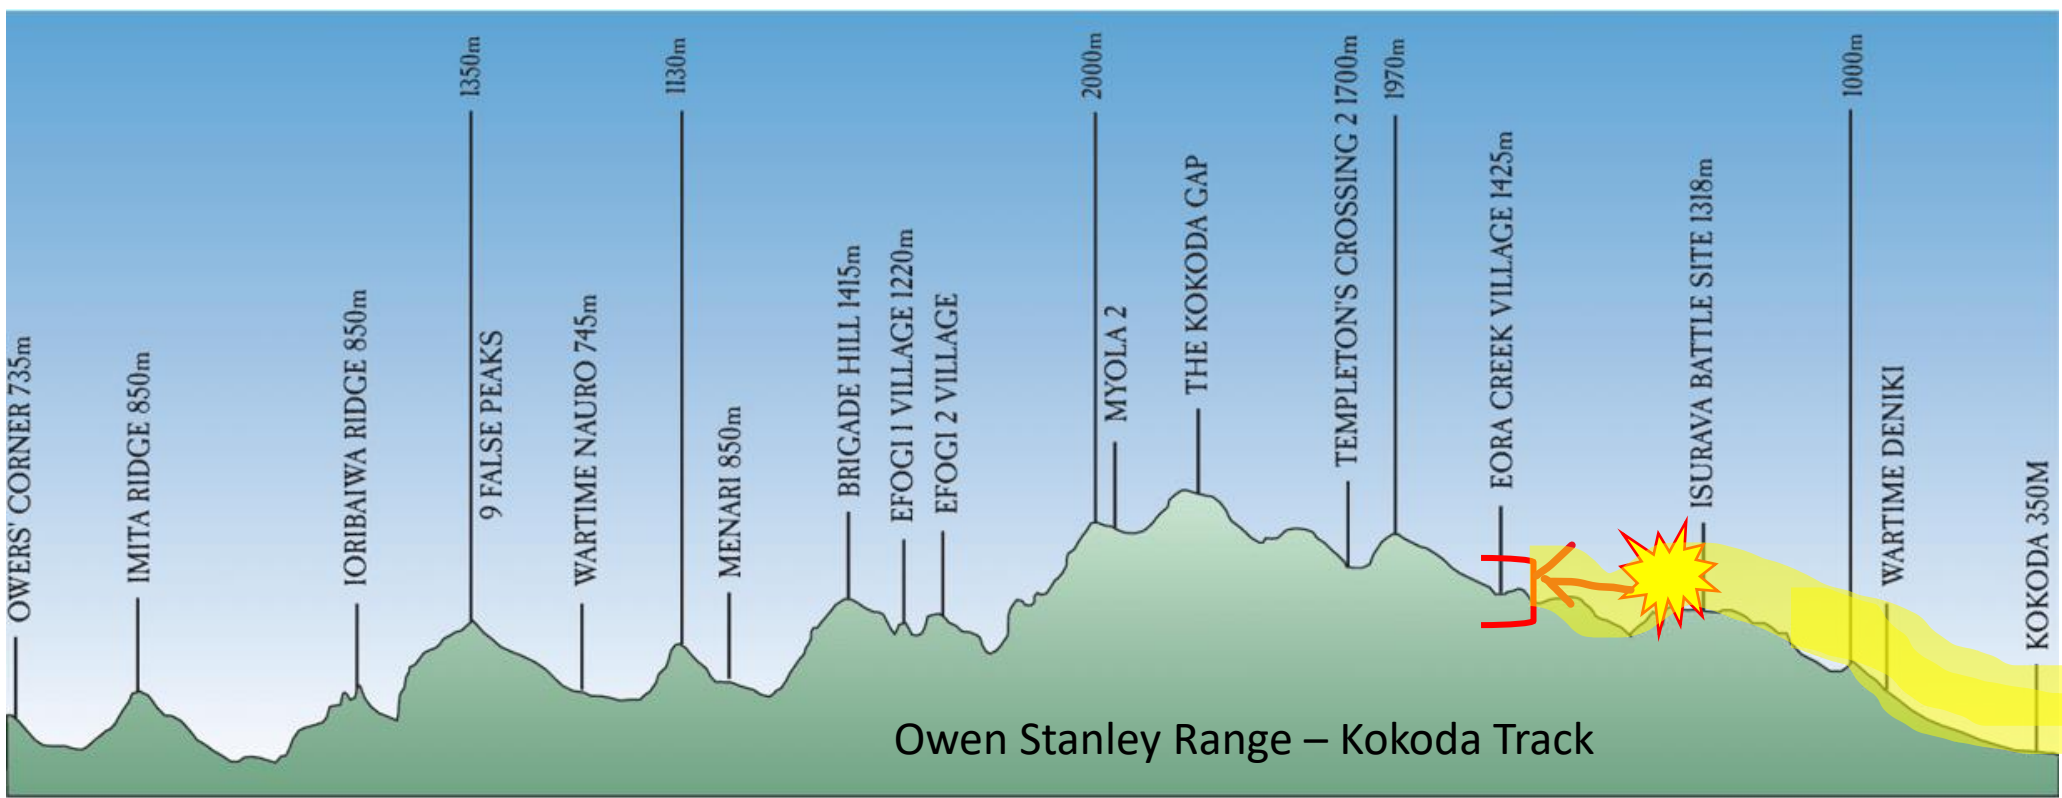 OWERS' CORNER 735m
IMITA RIDGE 850m
IORIBAIWA RIDGE 850m
1350m
9 FALSE PEAKS
WARTIME NAURO 745m
1130m
MENARI 850m
BRIGADE HILL 1415m
EFOGI 1 VILLAGE 1220m
EFOGI 2 VILLAGE
2000m
MYOLA 2
THE KOKODA GAP
TEMPLETON'S CROSSING 2 1700m
1970m
EORA CREEK VILLAGE 1425m
ISURAVA BATTLE SITE 1318m
1000m
WARTIME DENIKI
KOKODA 350M
Owen Stanley Range – Kokoda Track